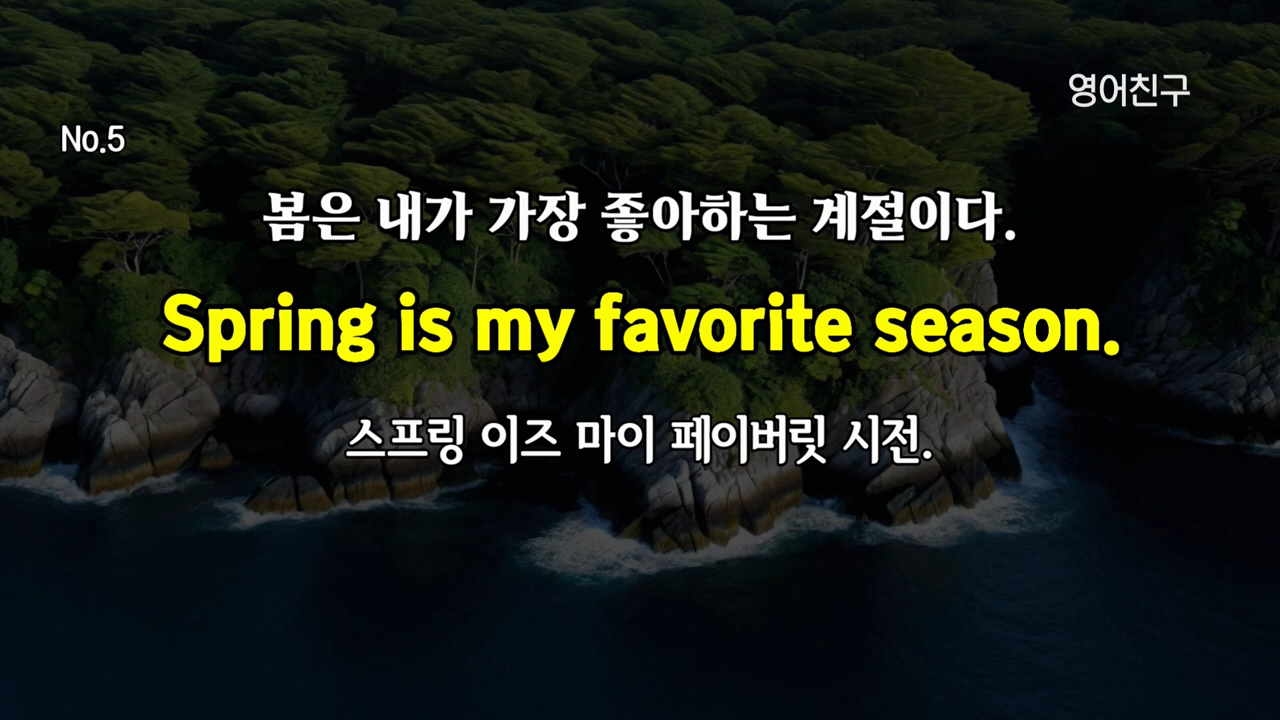 영어친구
No.5
봄은 내가 가장 좋아하는 계절이다.
Spring is my favorite season.
스프링 이즈 마이 페이버릿 시전.